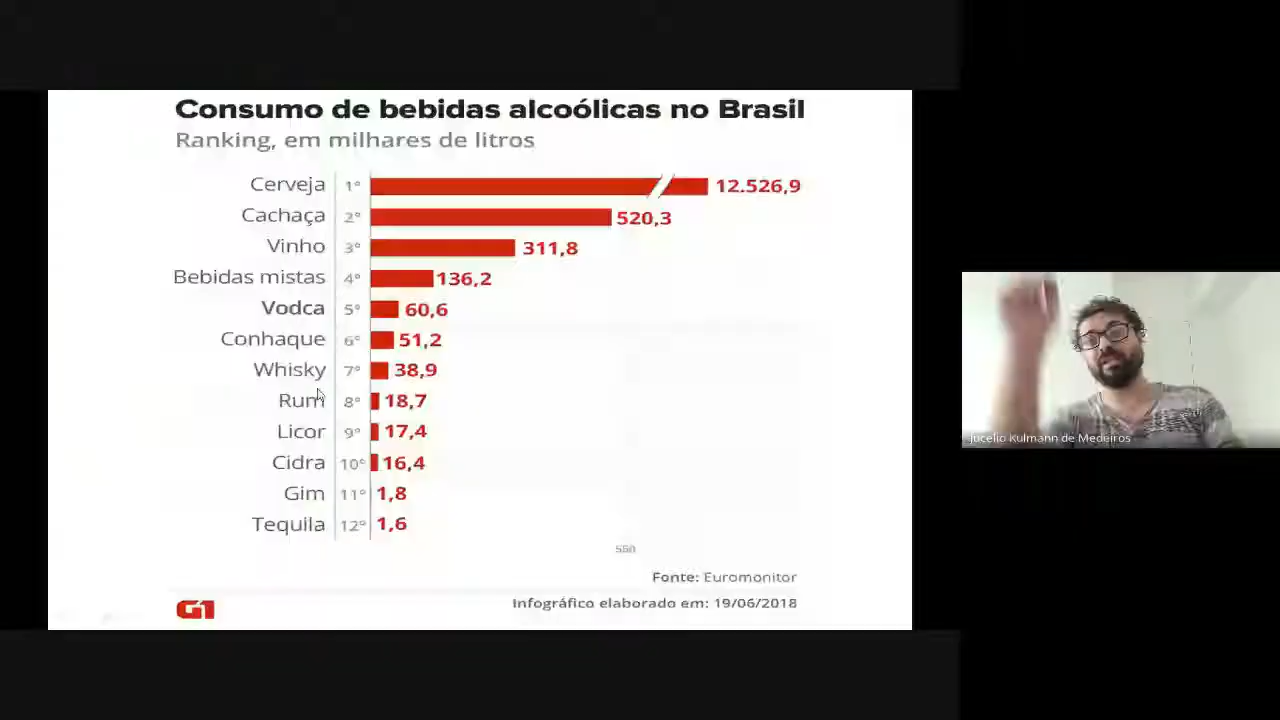 Consumo de bebidas alcoólicas no Brasil
Ranking, em milhares de litros
Cerveja 1º 12.526,9
Cachaça 2º 520,3
Vinho 3º 311,8
Bebidas mistas 4º 136,2
Vodca 5º 60,6
Conhaque 6º 51,2
Whisky 7º 38,9
Rum 8º 18,7
Licor 9º 17,4
Cidra 10º 16,4
Gim 11º 1,8
Tequila 12º 1,6
550
Fonte: Euromonitor
G1 Infográfico elaborado em: 19/06/2018
Jucelio Kulmann de Medeiros